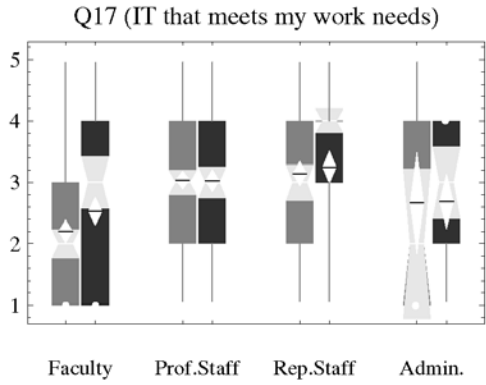 Q17 (IT that meets my work needs)
5
4
3
2
1
Faculty Prof.Staff Rep.Staff Admin.